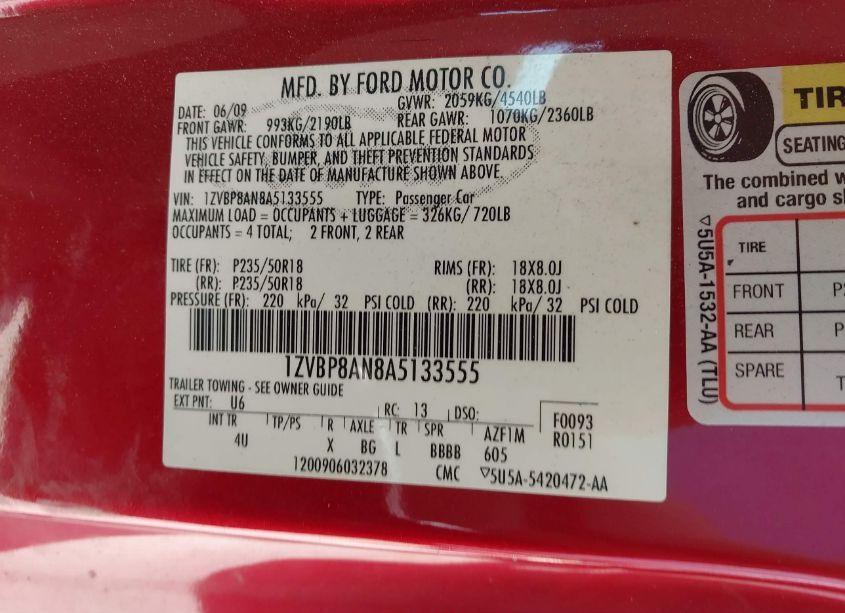 MFD. BY FORD MOTOR CO.
DATE: 06/09 GVWR: 2059KG/4540LB
FRONT GAWR: 993KG/2190LB REAR GAWR: 1070KG/2360LB
THIS VEHICLE CONFORMS TO ALL APPLICABLE FEDERAL MOTOR
VEHICLE SAFETY, BUMPER, AND THEFT PREVENTION STANDARDS
IN EFFECT ON THE DATE OF MANUFACTURE SHOWN ABOVE.
VIN: 1ZVBP8AN8A5133555 TYPE: Passenger Car
MAXIMUM LOAD = OCCUPANTS + LUGGAGE = 326KG/ 720LB
OCCUPANTS = 4 TOTAL; 2 FRONT, 2 REAR
TIRE (FR): P235/50R18 RIMS (FR): 18X8.0J
(RR): P235/50R18 (RR): 18X8.0J
PRESSURE (FR): 220 kPa/ 32 PSI COLD (RR): 220 kPa/ 32 PSI COLD
1ZVBP8AN8A5133555
TRAILER TOWING - SEE OWNER GUIDE
EXT PNT: U6 RC: 13 DSO: F0093
INT TR TP/PS R AXLE TR SPR AZF1M R0151
4U X BG L BBBB 605
1200906032378 CMC ▽5U5A-5420472-AA
TIR
SEATING
The combined w
and cargo sh
TIRE
FRONT P2
REAR P
SPARE T
▽5U5A-1532-AA (TLU)